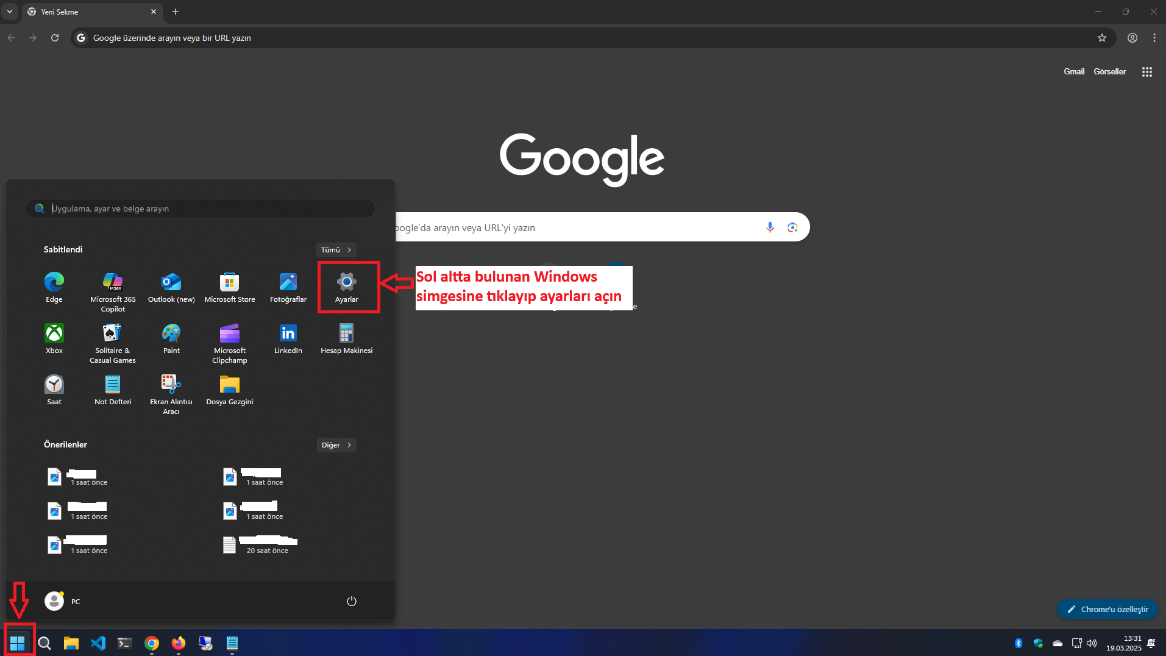 Yeni Sekme
Google üzerinde arayın veya bir URL yazın
Gmail
Görseller
Google
Uygulama, ayar ve belge arayın
oogle'da arayın veya URL'yi yazın
Sabitlendi
Tümü
Edge
Microsoft 365
Copilot
Outlook (new)
Microsoft Store
Fotoğraflar
Ayarlar
Sol altta bulunan Windows
simgesine tıklayıp ayarları açın
Xbox
Solitaire &
Casual Games
Paint
Microsoft
Clipchamp
LinkedIn
Hesap Makinesi
Saat
Not Defteri
Ekran Alıntısı
Aracı
Dosya Gezgini
Önerilenler
Diğer
1 saat önce
1 saat önce
1 saat önce
1 saat önce
1 saat önce
20 saat önce
PC
Chrome'u özelleştir
13:31
19.03.2025